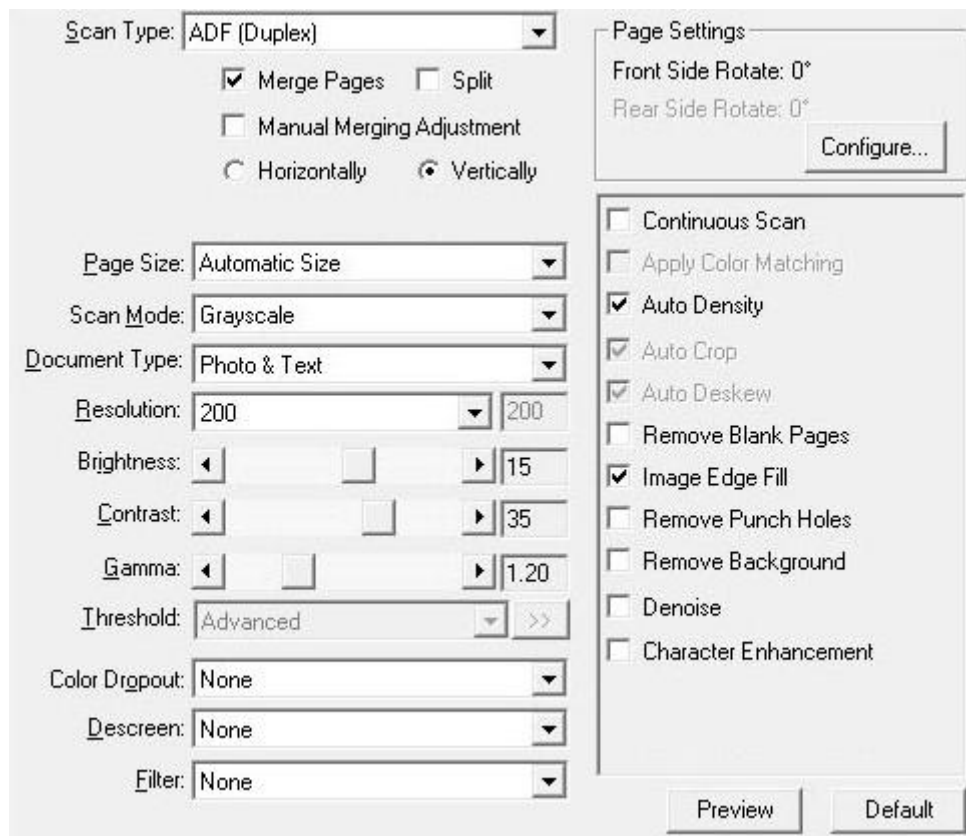 Scan Type: ADF (Duplex)
Merge Pages Split
Manual Merging Adjustment
Horizontally Vertically
Page Size: Automatic Size
Scan Mode: Grayscale
Document Type: Photo & Text
Resolution: 200 200
Brightness: 15
Contrast: 35
Gamma: 1.20
Threshold: Advanced >>
Color Dropout: None
Descreen: None
Filter: None
Page Settings
Front Side Rotate: 0°
Rear Side Rotate: 0°
Configure...
Continuous Scan
Apply Color Matching
Auto Density
Auto Crop
Auto Deskew
Remove Blank Pages
Image Edge Fill
Remove Punch Holes
Remove Background
Denoise
Character Enhancement
Preview Default